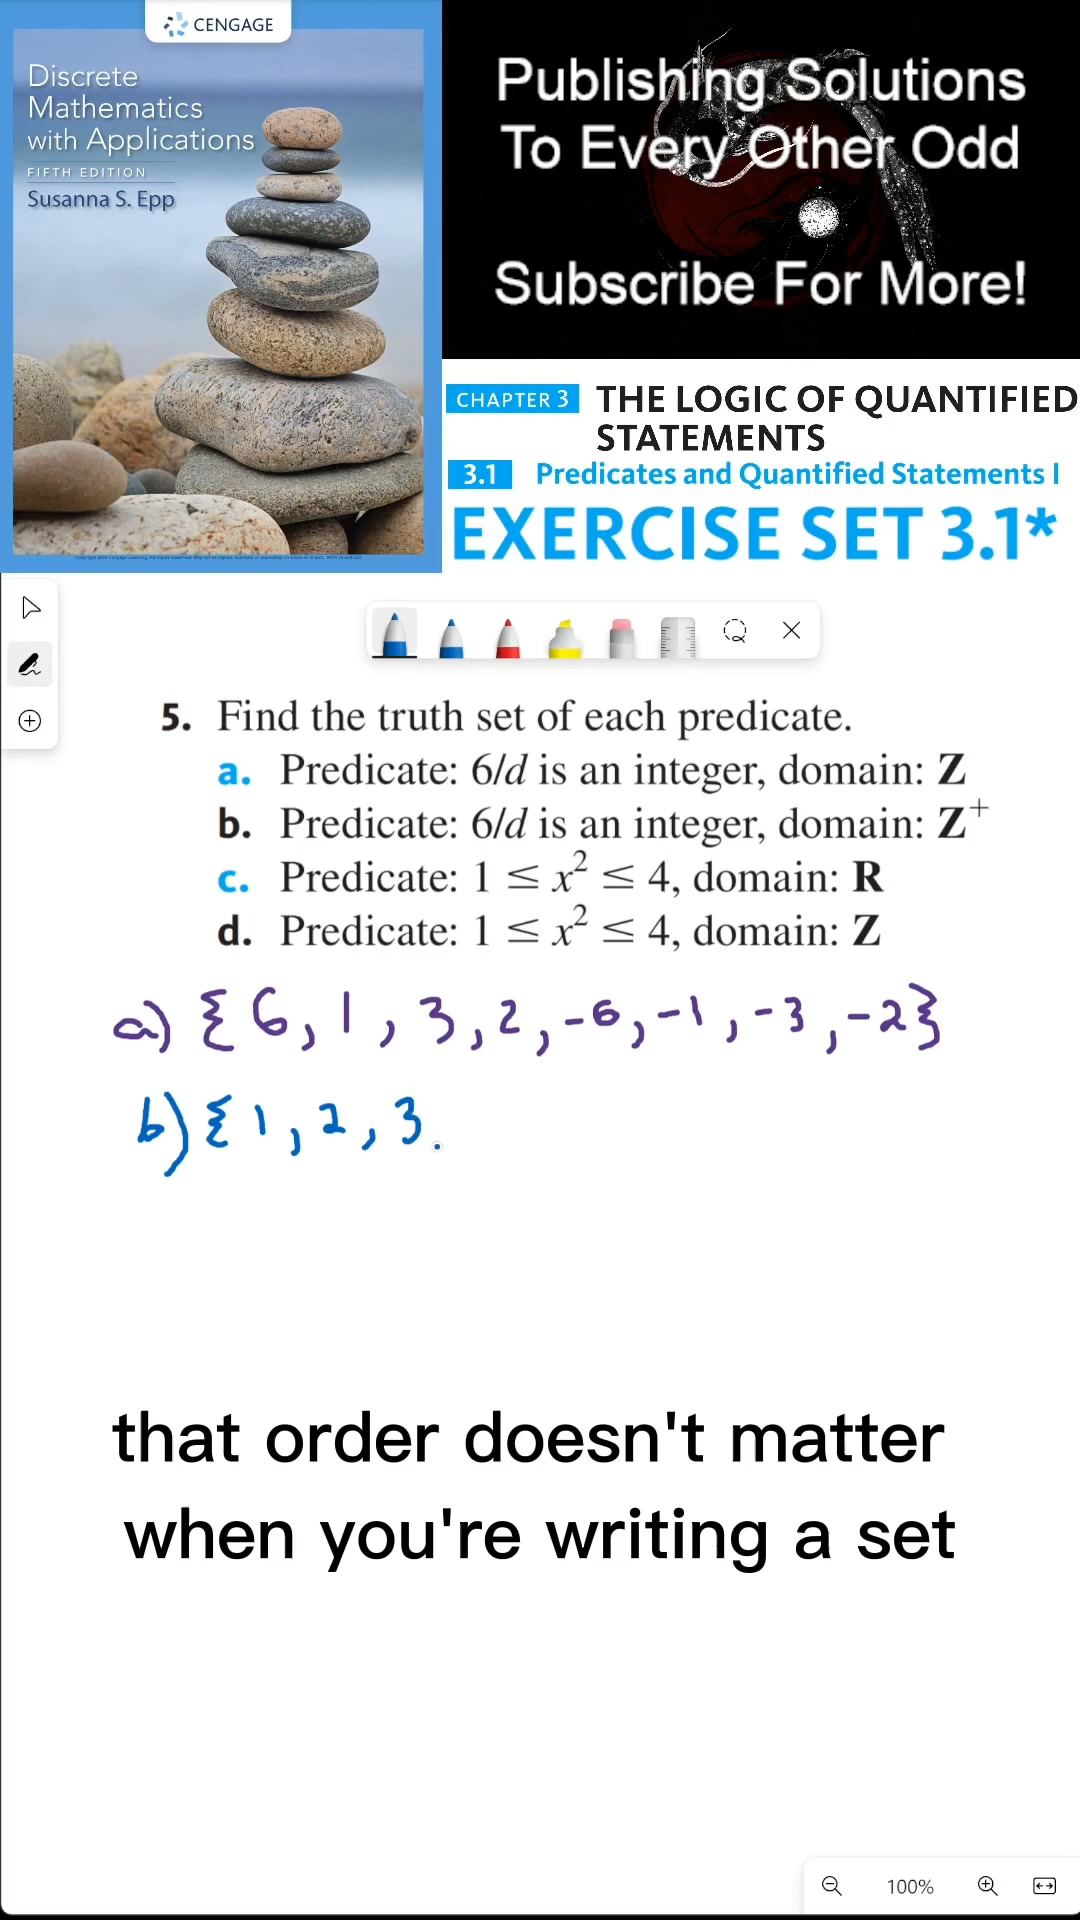 CENGAGE
Discrete
Mathematics
with Applications
FIFTH EDITION
Susanna S. Epp
Publishing Solutions
To Every Other Odd
Subscribe For More!
CHAPTER 3 THE LOGIC OF QUANTIFIED
STATEMENTS
3.1 Predicates and Quantified Statements I
EXERCISE SET 3.1*
5. Find the truth set of each predicate.
a. Predicate: 6/d is an integer, domain: Z
b. Predicate: 6/d is an integer, domain: Z⁺
c. Predicate: 1 ≤ x² ≤ 4, domain: R
d. Predicate: 1 ≤ x² ≤ 4, domain: Z
a) {6, 1, 3, 2, -6, -1, -3, -2}
b) {1, 2, 3
that order doesn't matter
when you're writing a set
100%